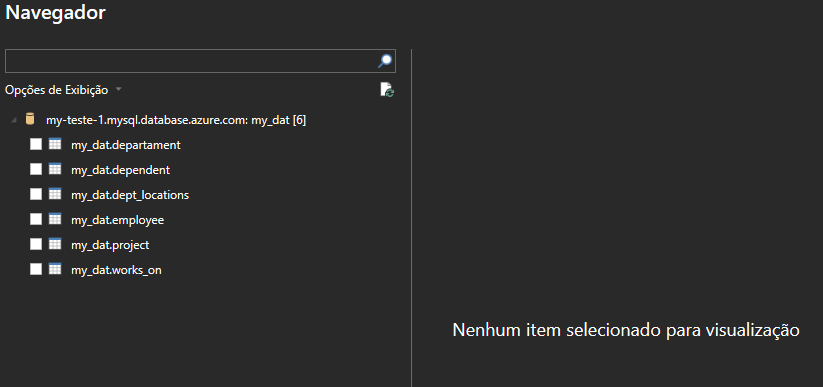 Navegador
Opções de Exibição
my-teste-1.mysql.database.azure.com: my_dat [6]
my_dat.departament
my_dat.dependent
my_dat.dept_locations
my_dat.employee
my_dat.project
my_dat.works_on
Nenhum item selecionado para visualização